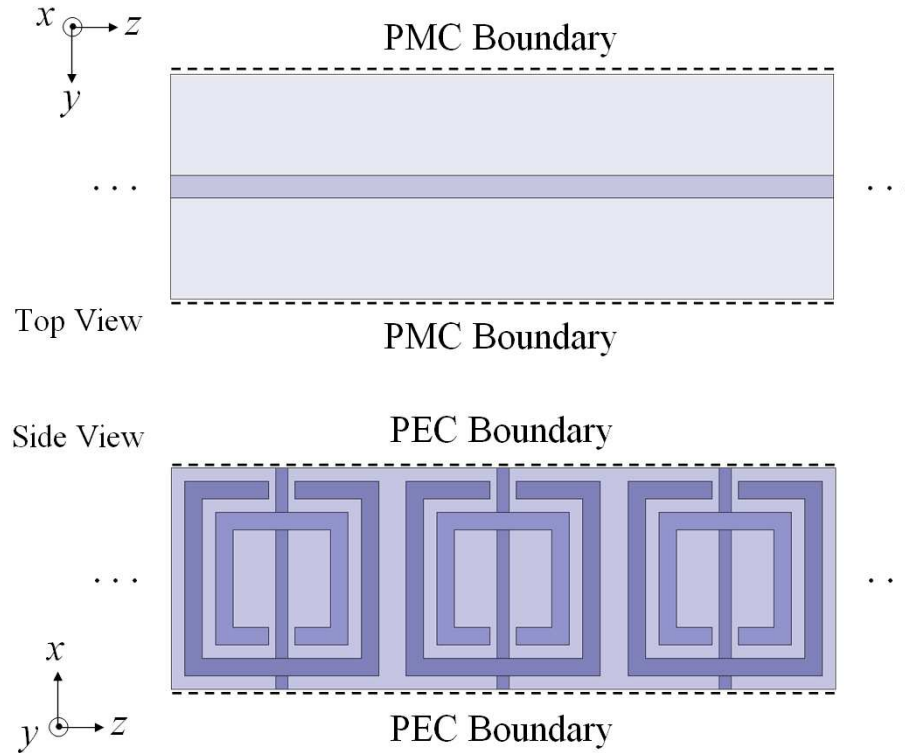 x z
PMC Boundary
y
. . .
. . .
Top View
PMC Boundary
Side View
PEC Boundary
. . .
. .
x
y z
PEC Boundary